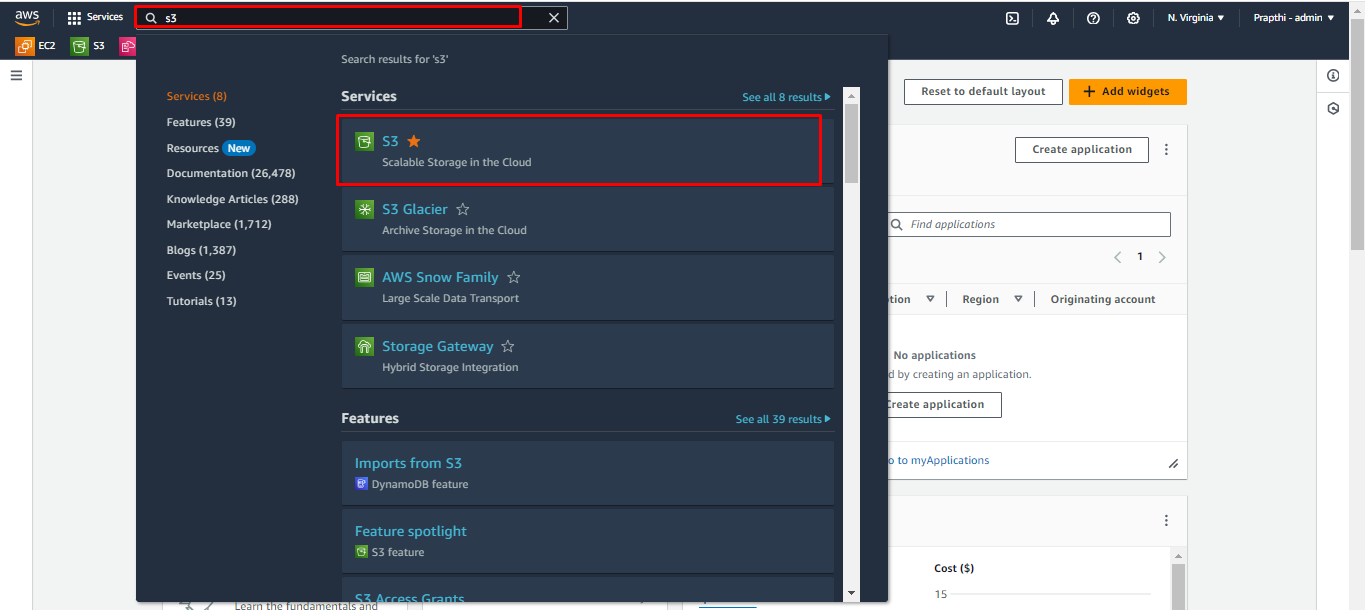 aws
Services
s3
N. Virginia
Prapthi - admin
EC2
S3
Search results for 's3'
Services (8)
Features (39)
Resources New
Documentation (26,478)
Knowledge Articles (288)
Marketplace (1,712)
Blogs (1,387)
Events (25)
Tutorials (13)
Services
See all 8 results
S3
Scalable Storage in the Cloud
S3 Glacier
Archive Storage in the Cloud
AWS Snow Family
Large Scale Data Transport
Storage Gateway
Hybrid Storage Integration
Features
See all 39 results
Imports from S3
DynamoDB feature
Feature spotlight
S3 feature
S3 Access Grants
Reset to default layout
Add widgets
Create application
Find applications
1
Region
Originating account
No applications
by creating an application.
Create application
to myApplications
Cost ($)
15
Learn the fundamentals and